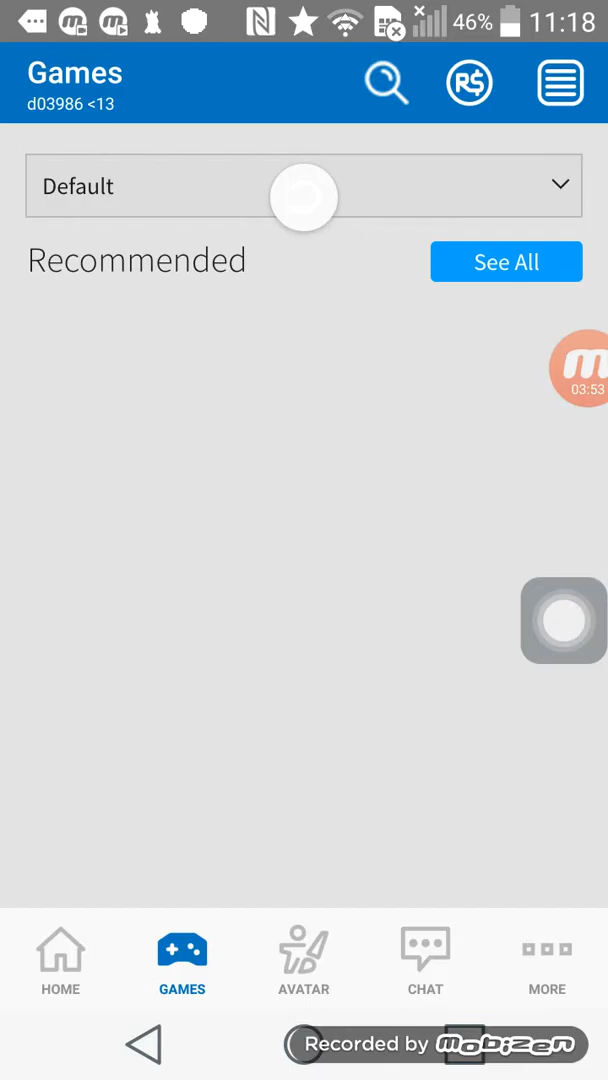 46% 11:18
Games
d03986 <13
R$
Default
Recommended
See All
m
03:53
HOME
GAMES
AVATAR
CHAT
MORE
Recorded by mobizen